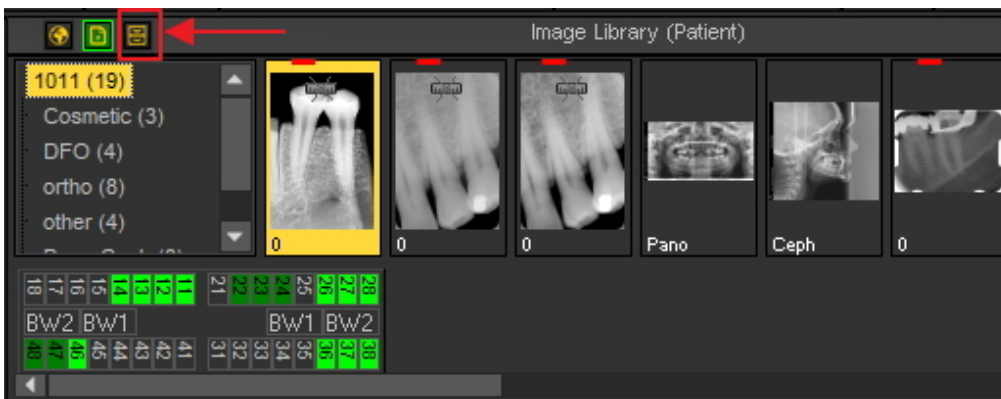 Image Library (Patient)
1011 (19)
Cosmetic (3)
DFO (4)
ortho (8)
other (4)
0
0
0
Pano
Ceph
0
18 17 16 15 14 13 12 11 21 22 23 24 25 26 27 28
BW2 BW1 BW1 BW2
48 47 46 45 44 43 42 41 31 32 33 34 35 36 37 38